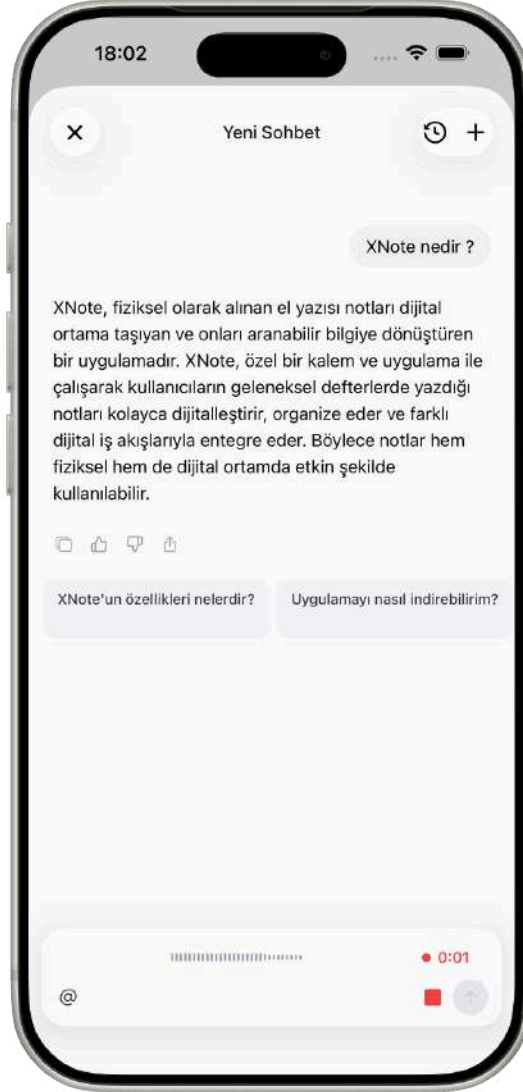 18:02
Yeni Sohbet
XNote nedir ?
XNote, fiziksel olarak alınan el yazısı notları dijital
ortama taşıyan ve onları aranabilir bilgiye dönüştüren
bir uygulamadır. XNote, özel bir kalem ve uygulama ile
çalışarak kullanıcıların geleneksel defterlerde yazdığı
notları kolayca dijitalleştirir, organize eder ve farklı
dijital iş akışlarıyla entegre eder. Böylece notlar hem
fiziksel hem de dijital ortamda etkin şekilde
kullanılabilir.
XNote'un özellikleri nelerdir? Uygulamayı nasıl indirebilirim?
0:01
@